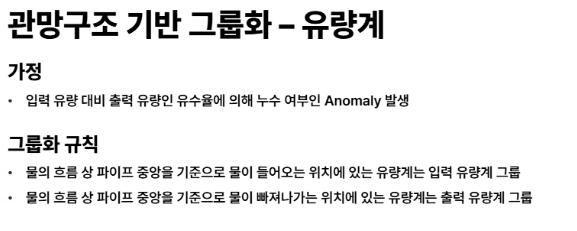 관망구조 기반 그룹화 – 유량계
가정
• 입력 유량 대비 출력 유량인 유수율에 의해 누수 여부인 Anomaly 발생
그룹화 규칙
• 물의 흐름 상 파이프 중앙을 기준으로 물이 들어오는 위치에 있는 유량계는 입력 유량계 그룹
• 물의 흐름 상 파이프 중앙을 기준으로 물이 빠져나가는 위치에 있는 유량계는 출력 유량계 그룹